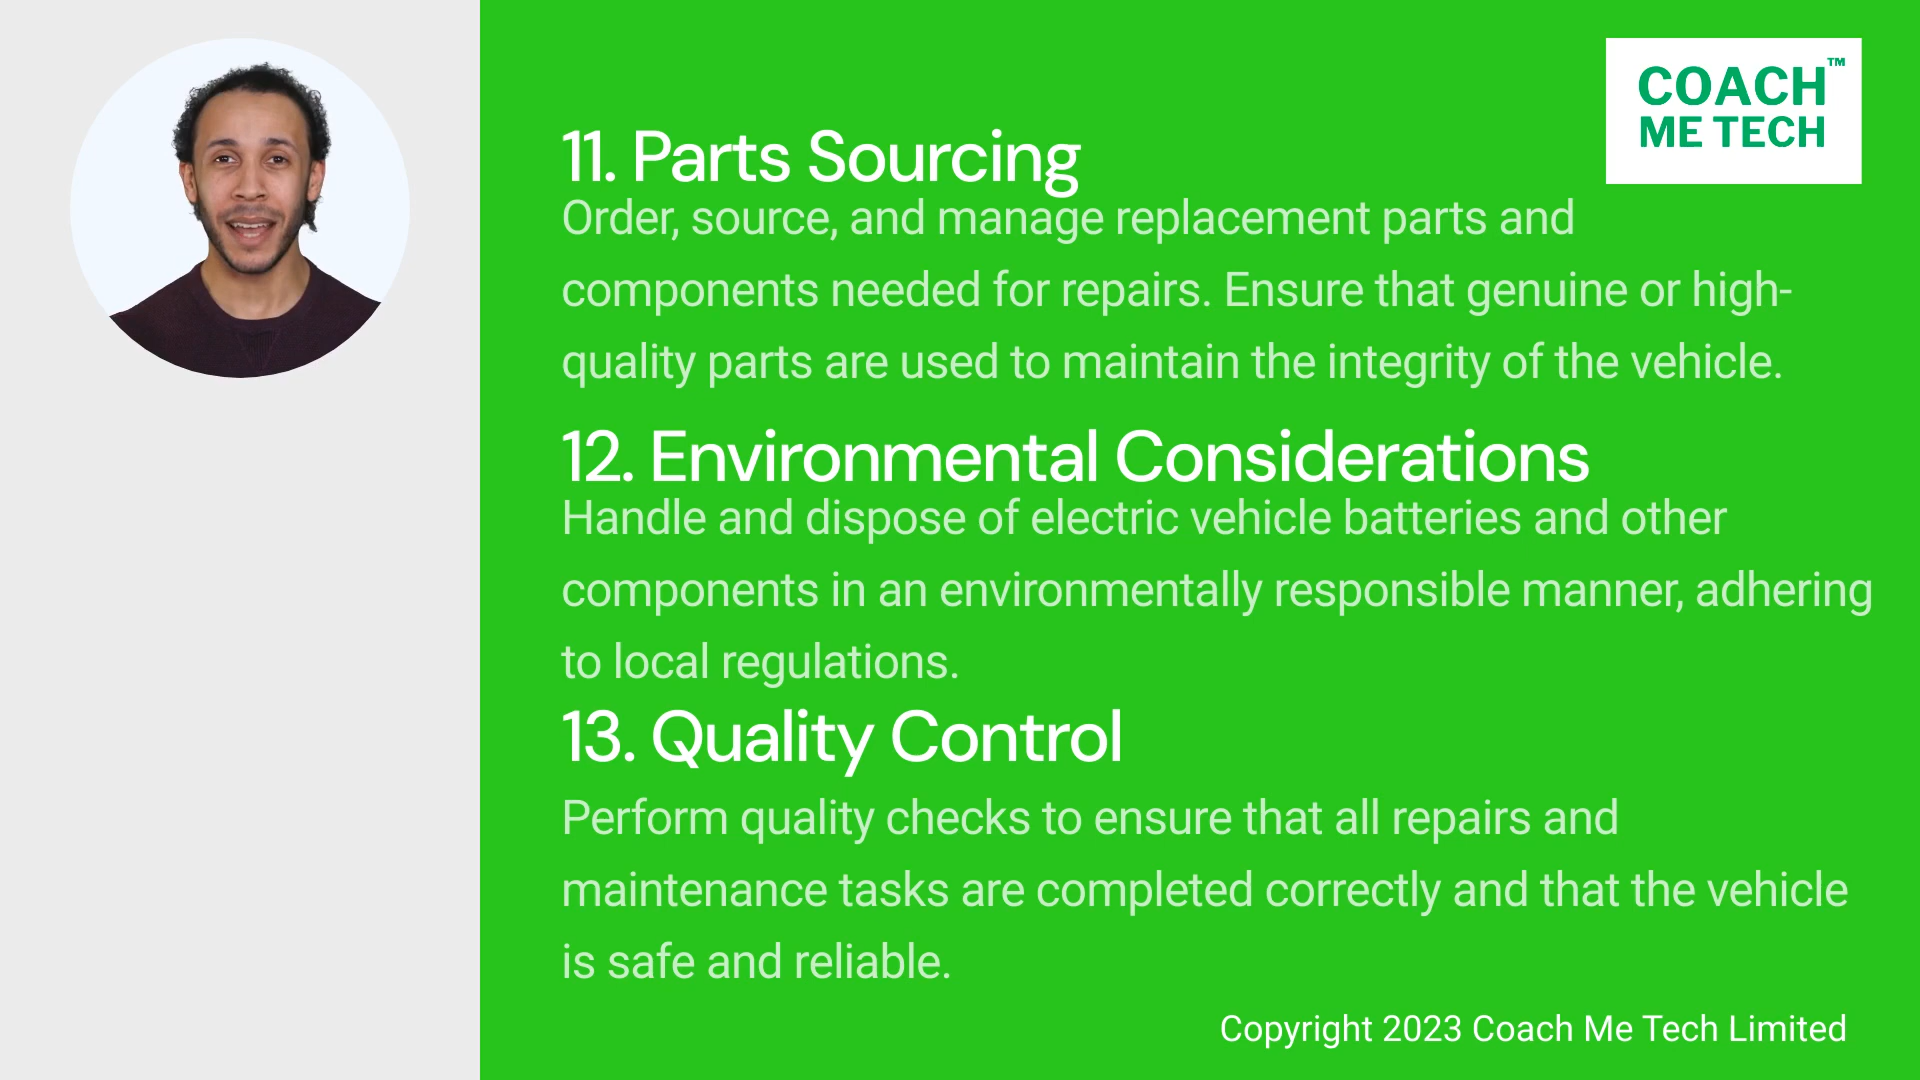 COACH™
ME TECH
11. Parts Sourcing
Order, source, and manage replacement parts and
components needed for repairs. Ensure that genuine or high-
quality parts are used to maintain the integrity of the vehicle.
12. Environmental Considerations
Handle and dispose of electric vehicle batteries and other
components in an environmentally responsible manner, adhering
to local regulations.
13. Quality Control
Perform quality checks to ensure that all repairs and
maintenance tasks are completed correctly and that the vehicle
is safe and reliable.
Copyright 2023 Coach Me Tech Limited